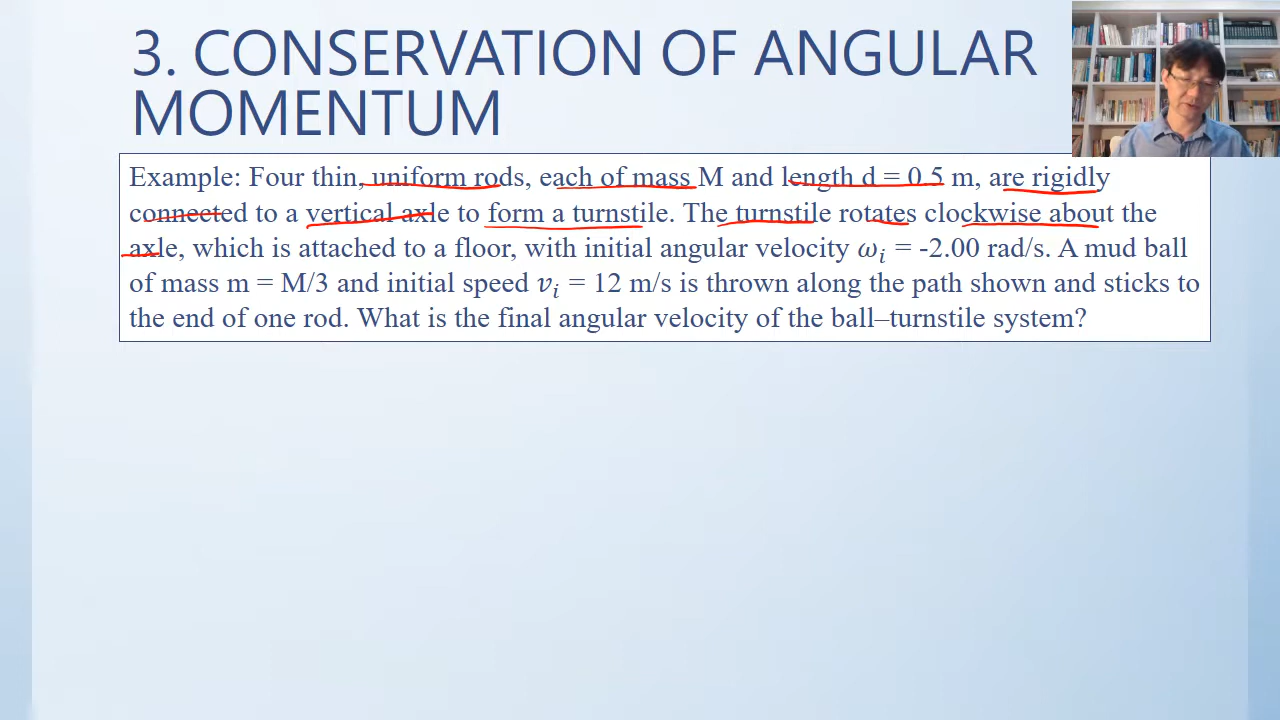 3. CONSERVATION OF ANGULAR
MOMENTUM
Example: Four thin, uniform rods, each of mass M and length d = 0.5 m, are rigidly
connected to a vertical axle to form a turnstile. The turnstile rotates clockwise about the
axle, which is attached to a floor, with initial angular velocity ωᵢ = -2.00 rad/s. A mud ball
of mass m = M/3 and initial speed vᵢ = 12 m/s is thrown along the path shown and sticks to
the end of one rod. What is the final angular velocity of the ball–turnstile system?